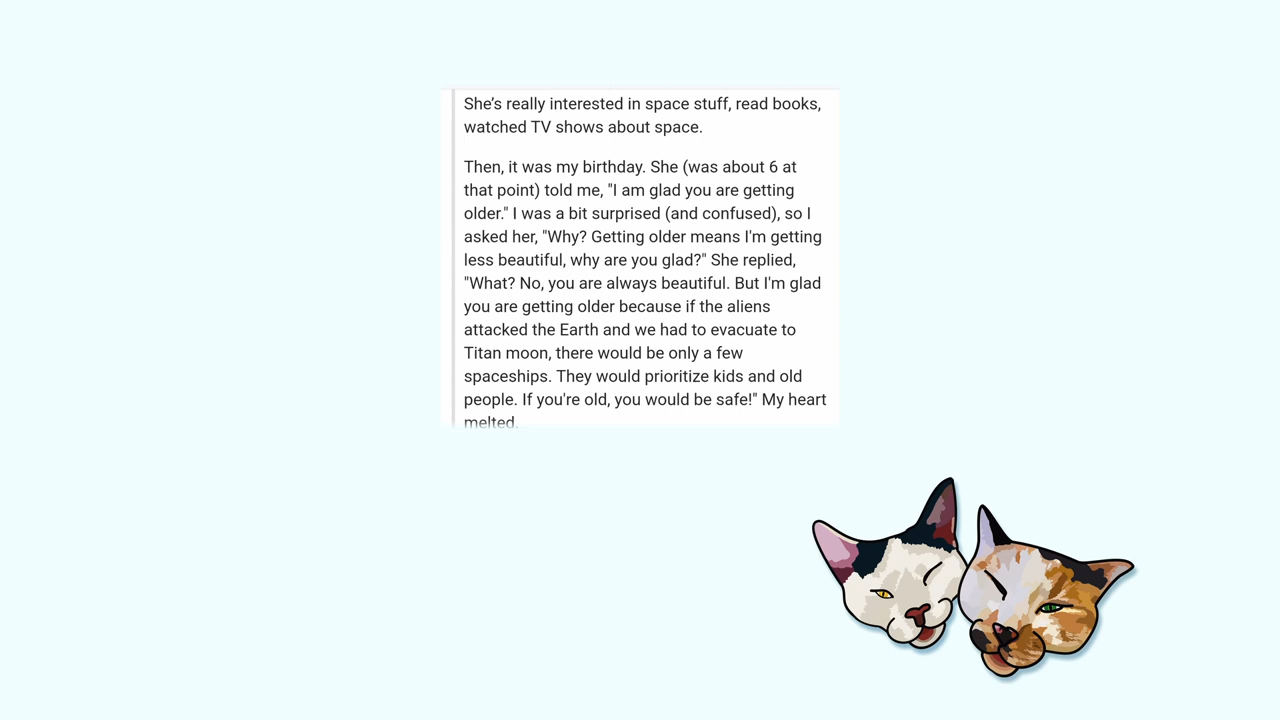 She’s really interested in space stuff, read books,
watched TV shows about space.
Then, it was my birthday. She (was about 6 at
that point) told me, "I am glad you are getting
older." I was a bit surprised (and confused), so I
asked her, "Why? Getting older means I'm getting
less beautiful, why are you glad?" She replied,
"What? No, you are always beautiful. But I'm glad
you are getting older because if the aliens
attacked the Earth and we had to evacuate to
Titan moon, there would be only a few
spaceships. They would prioritize kids and old
people. If you're old, you would be safe!" My heart
melted.